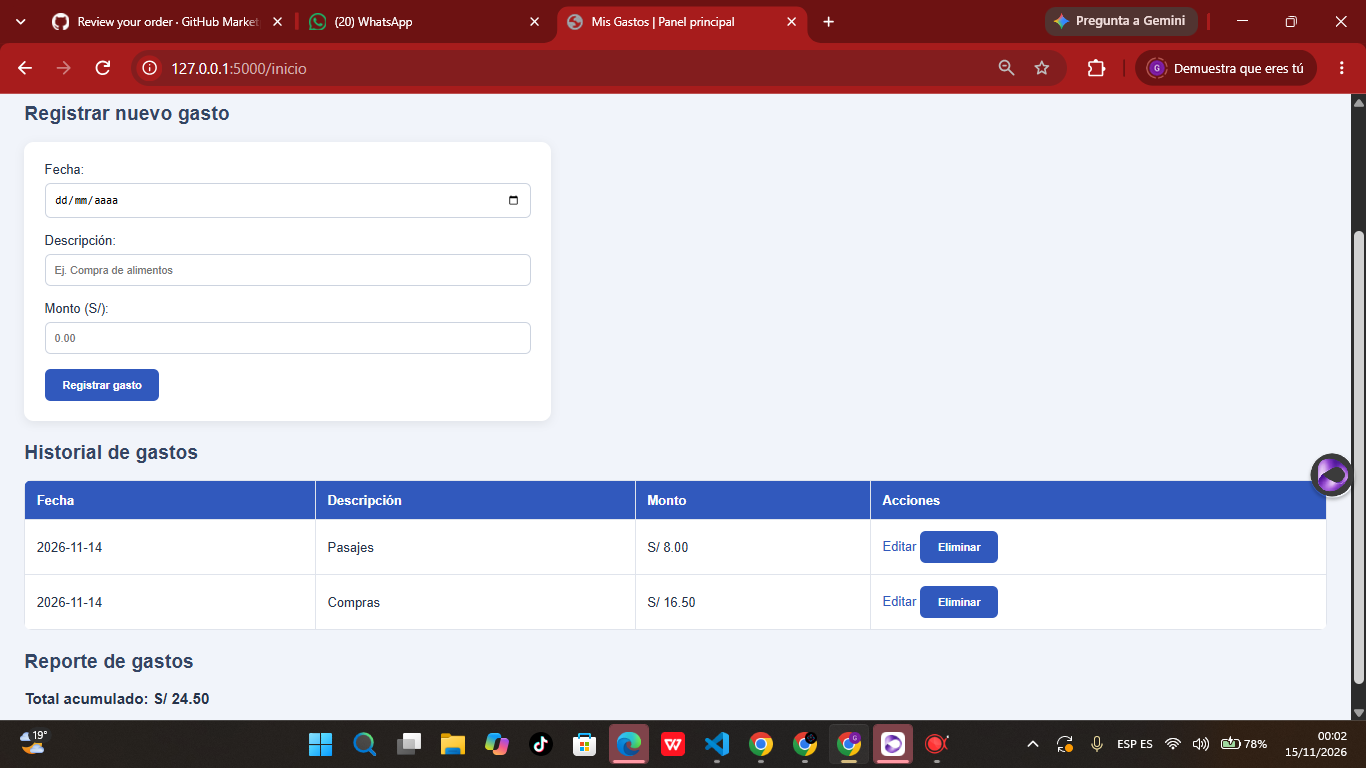 Review your order · GitHub Market
(20) WhatsApp
Mis Gastos | Panel principal
Pregunta a Gemini
127.0.0.1:5000/inicio
G
Demuestra que eres tú
Registrar nuevo gasto
Fecha:
dd/mm/aaaa
Descripción:
Ej. Compra de alimentos
Monto (S/):
0.00
Registrar gasto
Historial de gastos
Fecha Descripción Monto Acciones
2026-11-14 Pasajes S/ 8.00 Editar Eliminar
2026-11-14 Compras S/ 16.50 Editar Eliminar
Reporte de gastos
Total acumulado: S/ 24.50
19°
ESP ES
78%
00:02
15/11/2026